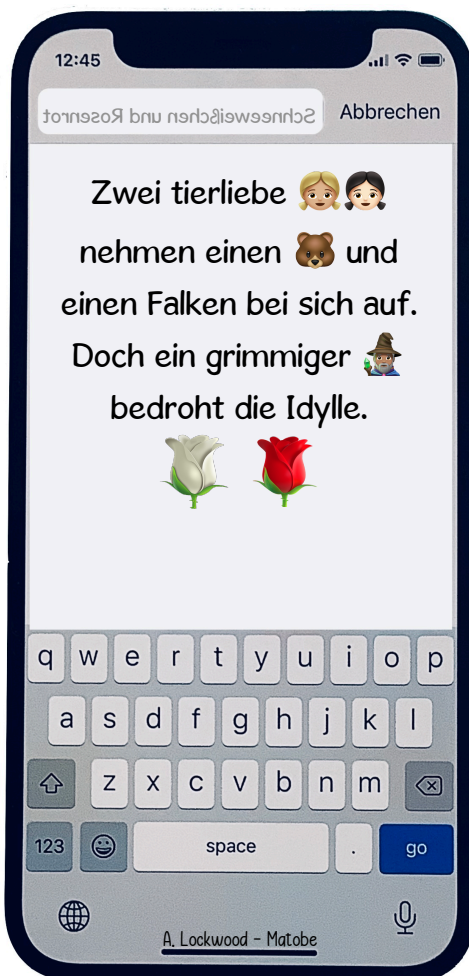 12:45
Schneeweißchen und Rosenrot Abbrechen
Zwei tierliebe 👧🏼👧🏻
nehmen einen 🐻 und
einen Falken bei sich auf.
Doch ein grimmiger 🧙🏽‍♂️
bedroht die Idylle.
q w e r t y u i o p
a s d f g h j k l
z x c v b n m
123 space . go
A. Lockwood - Matobe